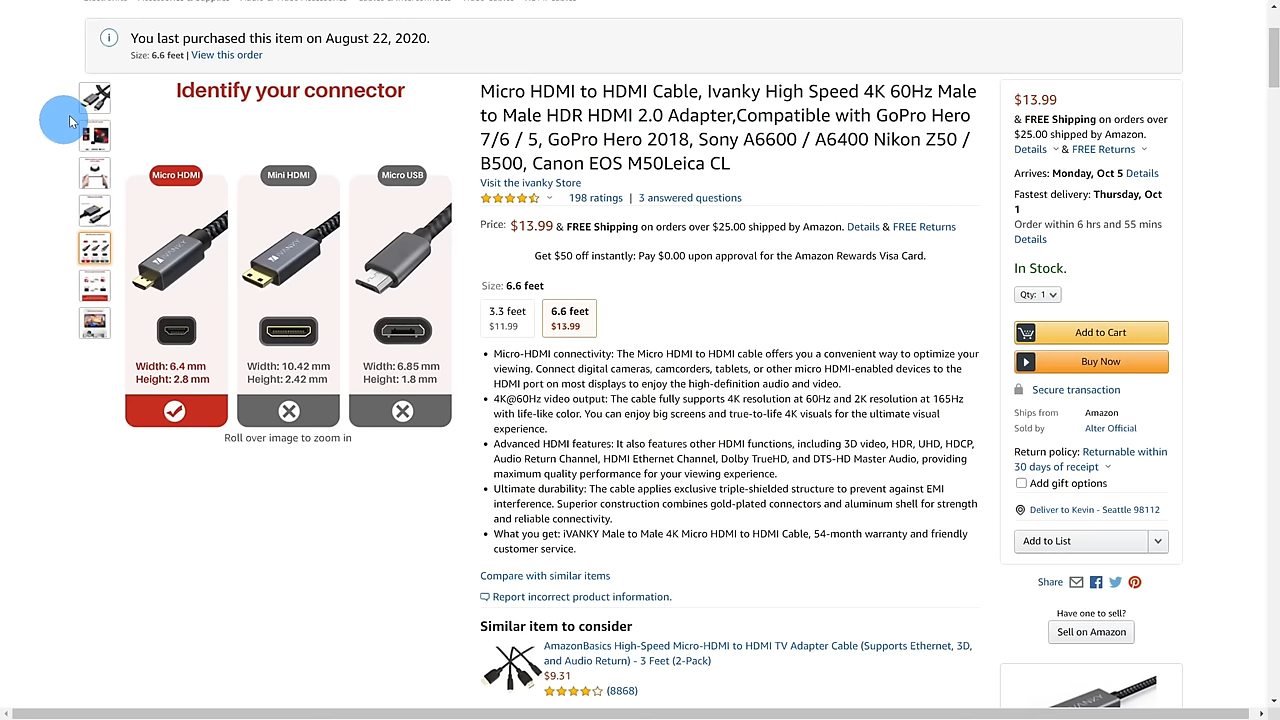 You last purchased this item on August 22, 2020.
Size: 6.6 feet | View this order
Identify your connector
Micro HDMI
Mini HDMI
Micro USB
IVANKY
IVANKY
Width: 6.4 mm
Height: 2.8 mm
Width: 10.42 mm
Height: 2.42 mm
Width: 6.85 mm
Height: 1.8 mm
Roll over image to zoom in
Micro HDMI to HDMI Cable, Ivanky High Speed 4K 60Hz Male
to Male HDR HDMI 2.0 Adapter,Compatible with GoPro Hero
7/6 / 5, GoPro Hero 2018, Sony A6600 / A6400 Nikon Z50 /
B500, Canon EOS M50Leica CL
Visit the ivanky Store
198 ratings | 3 answered questions
Price: $13.99 & FREE Shipping on orders over $25.00 shipped by Amazon. Details & FREE Returns
Get $50 off instantly: Pay $0.00 upon approval for the Amazon Rewards Visa Card.
Size: 6.6 feet
3.3 feet
$11.99
6.6 feet
$13.99
• Micro-HDMI connectivity: The Micro HDMI to HDMI cable offers you a convenient way to optimize your
viewing. Connect digital cameras, camcorders, tablets, or other micro HDMI-enabled devices to the
HDMI port on most displays to enjoy the high-definition audio and video.
• 4K@60Hz video output: The cable fully supports 4K resolution at 60Hz and 2K resolution at 165Hz
with life-like color. You can enjoy big screens and true-to-life 4K visuals for the ultimate visual
experience.
• Advanced HDMI features: It also features other HDMI functions, including 3D video, HDR, UHD, HDCP,
Audio Return Channel, HDMI Ethernet Channel, Dolby TrueHD, and DTS-HD Master Audio, providing
maximum quality performance for your viewing experience.
• Ultimate durability: The cable applies exclusive triple-shielded structure to prevent against EMI
interference. Superior construction combines gold-plated connectors and aluminum shell for strength
and reliable connectivity.
• What you get: iVANKY Male to Male 4K Micro HDMI to HDMI Cable, 54-month warranty and friendly
customer service.
Compare with similar items
Report incorrect product information.
Similar item to consider
AmazonBasics High-Speed Micro-HDMI to HDMI TV Adapter Cable (Supports Ethernet, 3D,
and Audio Return) - 3 Feet (2-Pack)
$9.31
(8868)
$13.99
& FREE Shipping on orders over
$25.00 shipped by Amazon.
Details & FREE Returns
Arrives: Monday, Oct 5 Details
Fastest delivery: Thursday, Oct
1
Order within 6 hrs and 55 mins
Details
In Stock.
Qty: 1
Add to Cart
Buy Now
Secure transaction
Ships from Amazon
Sold by Alter Official
Return policy: Returnable within
30 days of receipt
Add gift options
Deliver to Kevin - Seattle 98112
Add to List
Share
Have one to sell?
Sell on Amazon